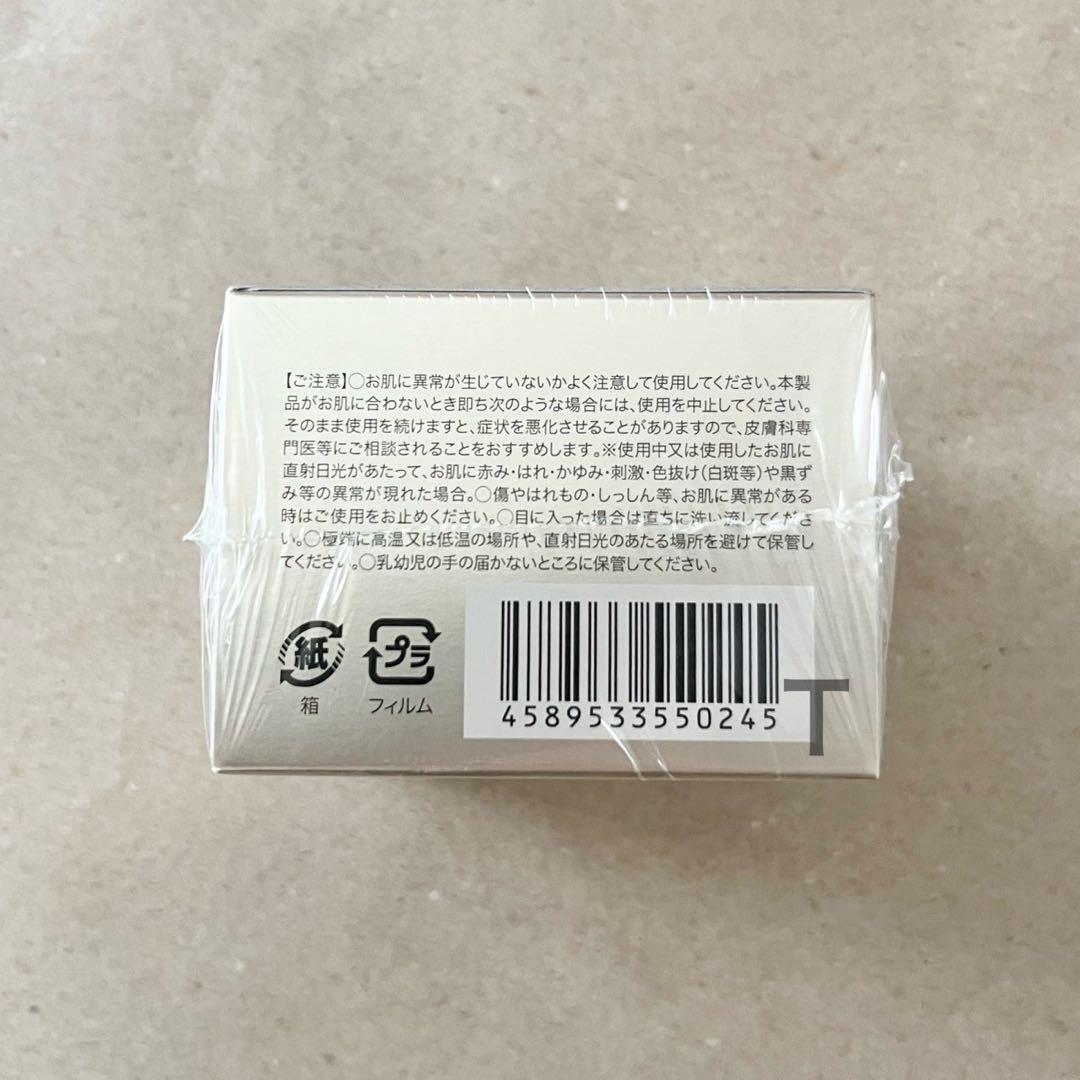 【ご注意】○お肌に異常が生じていないかよく注意して使用してください。本製
品がお肌に合わないとき即ち次のような場合には、使用を中止してください。
そのまま使用を続けますと、症状を悪化させることがありますので、皮膚科専
門医等にご相談されることをおすすめします。※使用中又は使用したお肌に
直射日光があたって、お肌に赤み・はれ・かゆみ・刺激・色抜け(白斑等)や黒ず
み等の異常が現れた場合。○傷やはれもの・しっしん等、お肌に異常がある
時はご使用をお止めください。○目に入った場合は直ちに洗い流してくださ
い。○極端に高温又は低温の場所や、直射日光のあたる場所を避けて保管し
てください。○乳幼児の手の届かないところに保管してください。
紙
箱
プラ
フィルム
4589533550245
T